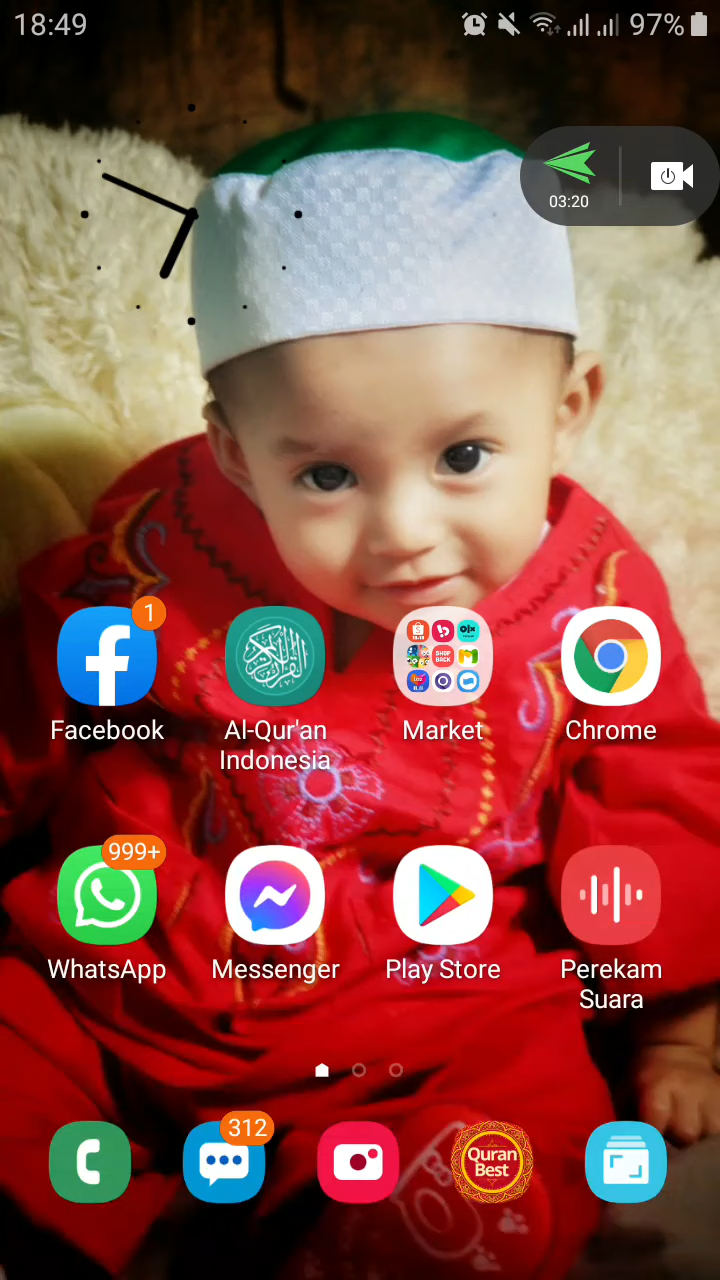 18:49
97%
03:20
1
Facebook
Al-Qur'an
Indonesia
Market
Chrome
999+
WhatsApp
Messenger
Play Store
Perekam
Suara
312
Quran
Best